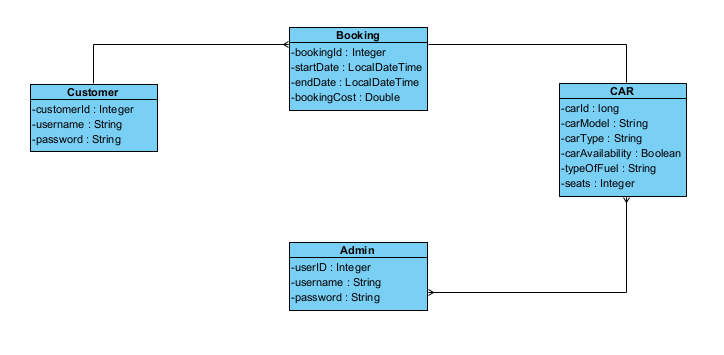 Booking
-bookingId : Integer
-startDate : LocalDateTime
-endDate : LocalDateTime
-bookingCost : Double
Customer
-customerId : Integer
-username : String
-password : String
CAR
-carId : long
-carModel : String
-carType : String
-carAvailability : Boolean
-typeOfFuel : String
-seats : Integer
Admin
-userID : Integer
-username : String
-password : String